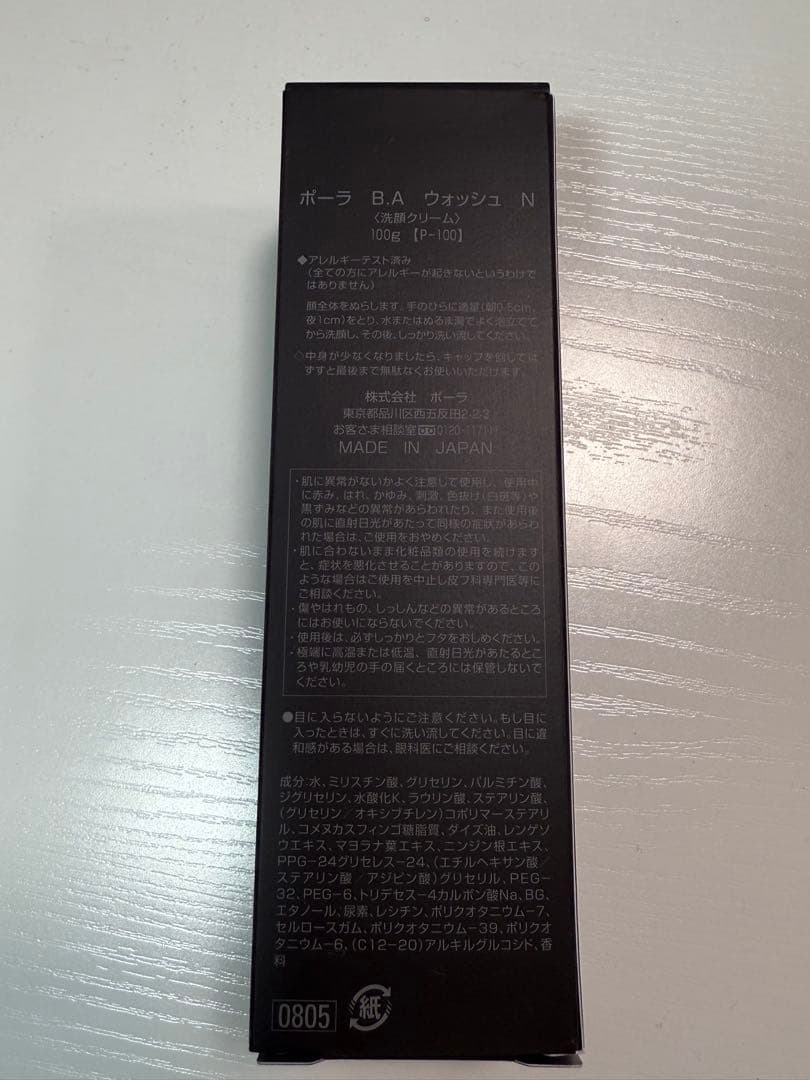 ポーラ B.A ウォッシュ N
〈洗顔クリーム〉
100g 【P-100】
◆アレルギーテスト済み
(全ての方にアレルギーが起きないというわけで
はありません)
顔全体をぬらします。手のひらに適量(朝0.5cm、
夜1cm)をとり、水またはぬるま湯でよく泡立てて
から洗顔し、その後、しっかり洗い流してください。
◇中身が少なくなりましたら、キャップを回しては
ずすと最後まで無駄なくお使いいただけます。
株式会社 ポーラ
東京都品川区西五反田2-2-3
お客さま相談室 0120-117111
MADE IN JAPAN
・肌に異常がないかよく注意して使用し、使用中
に赤み、はれ、かゆみ、刺激、色抜け(白斑等)や
黒ずみなどの異常があらわれたり、また使用後
の肌に直射日光があたって同様の症状があらわ
れた場合は、ご使用をおやめください。
・肌に合わないまま化粧品類の使用を続けます
と、症状を悪化させることがありますので、この
ような場合はご使用を中止し皮フ科専門医等に
ご相談ください。
・傷やはれもの、しっしんなどの異常があるところ
にはお使いにならないでください。
・使用後は、必ずしっかりとフタをおしめください。
・極端に高温または低温、直射日光があたるとこ
ろや乳幼児の手の届くところには保管しないで
ください。
●目に入らないようにご注意ください。もし目に
入ったときは、すぐに洗い流してください。目に違
和感がある場合は、眼科医にご相談ください。
成分:水、ミリスチン酸、グリセリン、パルミチン酸、
ジグリセリン、水酸化K、ラウリン酸、ステアリン酸、
(グリセリン/オキシブチレン)コポリマーステアリ
ル、コメヌカスフィンゴ糖脂質、ダイズ油、レンゲソ
ウエキス、マヨラナ葉エキス、ニンジン根エキス、
PPG-24グリセレス-24、(エチルヘキサン酸/
ステアリン酸/アジピン酸)グリセリル、PEG-
32、PEG-6、トリデセス-4カルボン酸Na、BG、
エタノール、尿素、レシチン、ポリクオタニウム-7、
セルロースガム、ポリクオタニウム-39、ポリクオ
タニウム-6、(C12-20)アルキルグルコシド、香
料
0805 紙